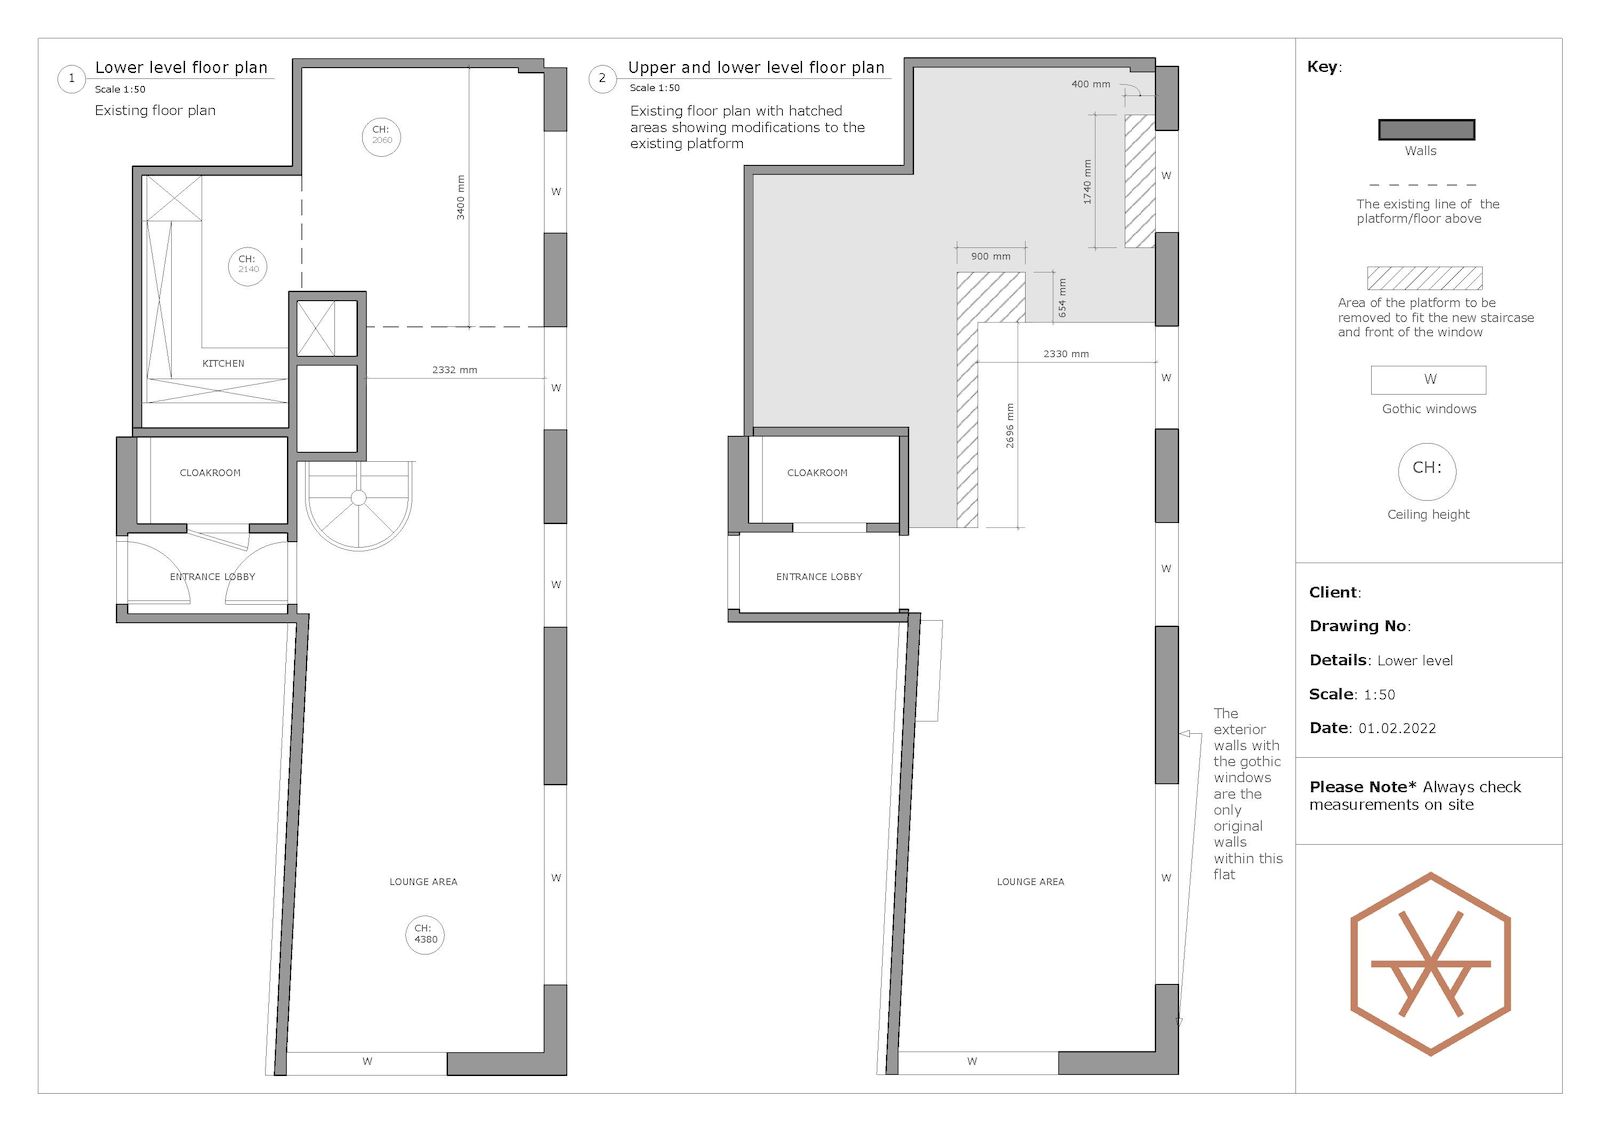 1
Lower level floor plan
Scale 1:50
Existing floor plan
CH:
2060
3400 mm
W
CH:
2140
KITCHEN
2332 mm
W
CLOAKROOM
ENTRANCE LOBBY
W
LOUNGE AREA
W
CH:
4380
W
2
Upper and lower level floor plan
Scale 1:50
Existing floor plan with hatched
areas showing modifications to the
existing platform
400 mm
1740 mm
W
900 mm
654 mm
2330 mm
W
2696 mm
CLOAKROOM
ENTRANCE LOBBY
W
LOUNGE AREA
W
W
The
exterior
walls with
the gothic
windows
are the
only
original
walls
within this
flat
Key:
Walls
The existing line of the
platform/floor above
Area of the platform to be
removed to fit the new staircase
and front of the window
W
Gothic windows
CH:
Ceiling height
Client:
Drawing No:
Details: Lower level
Scale: 1:50
Date: 01.02.2022
Please Note* Always check
measurements on site